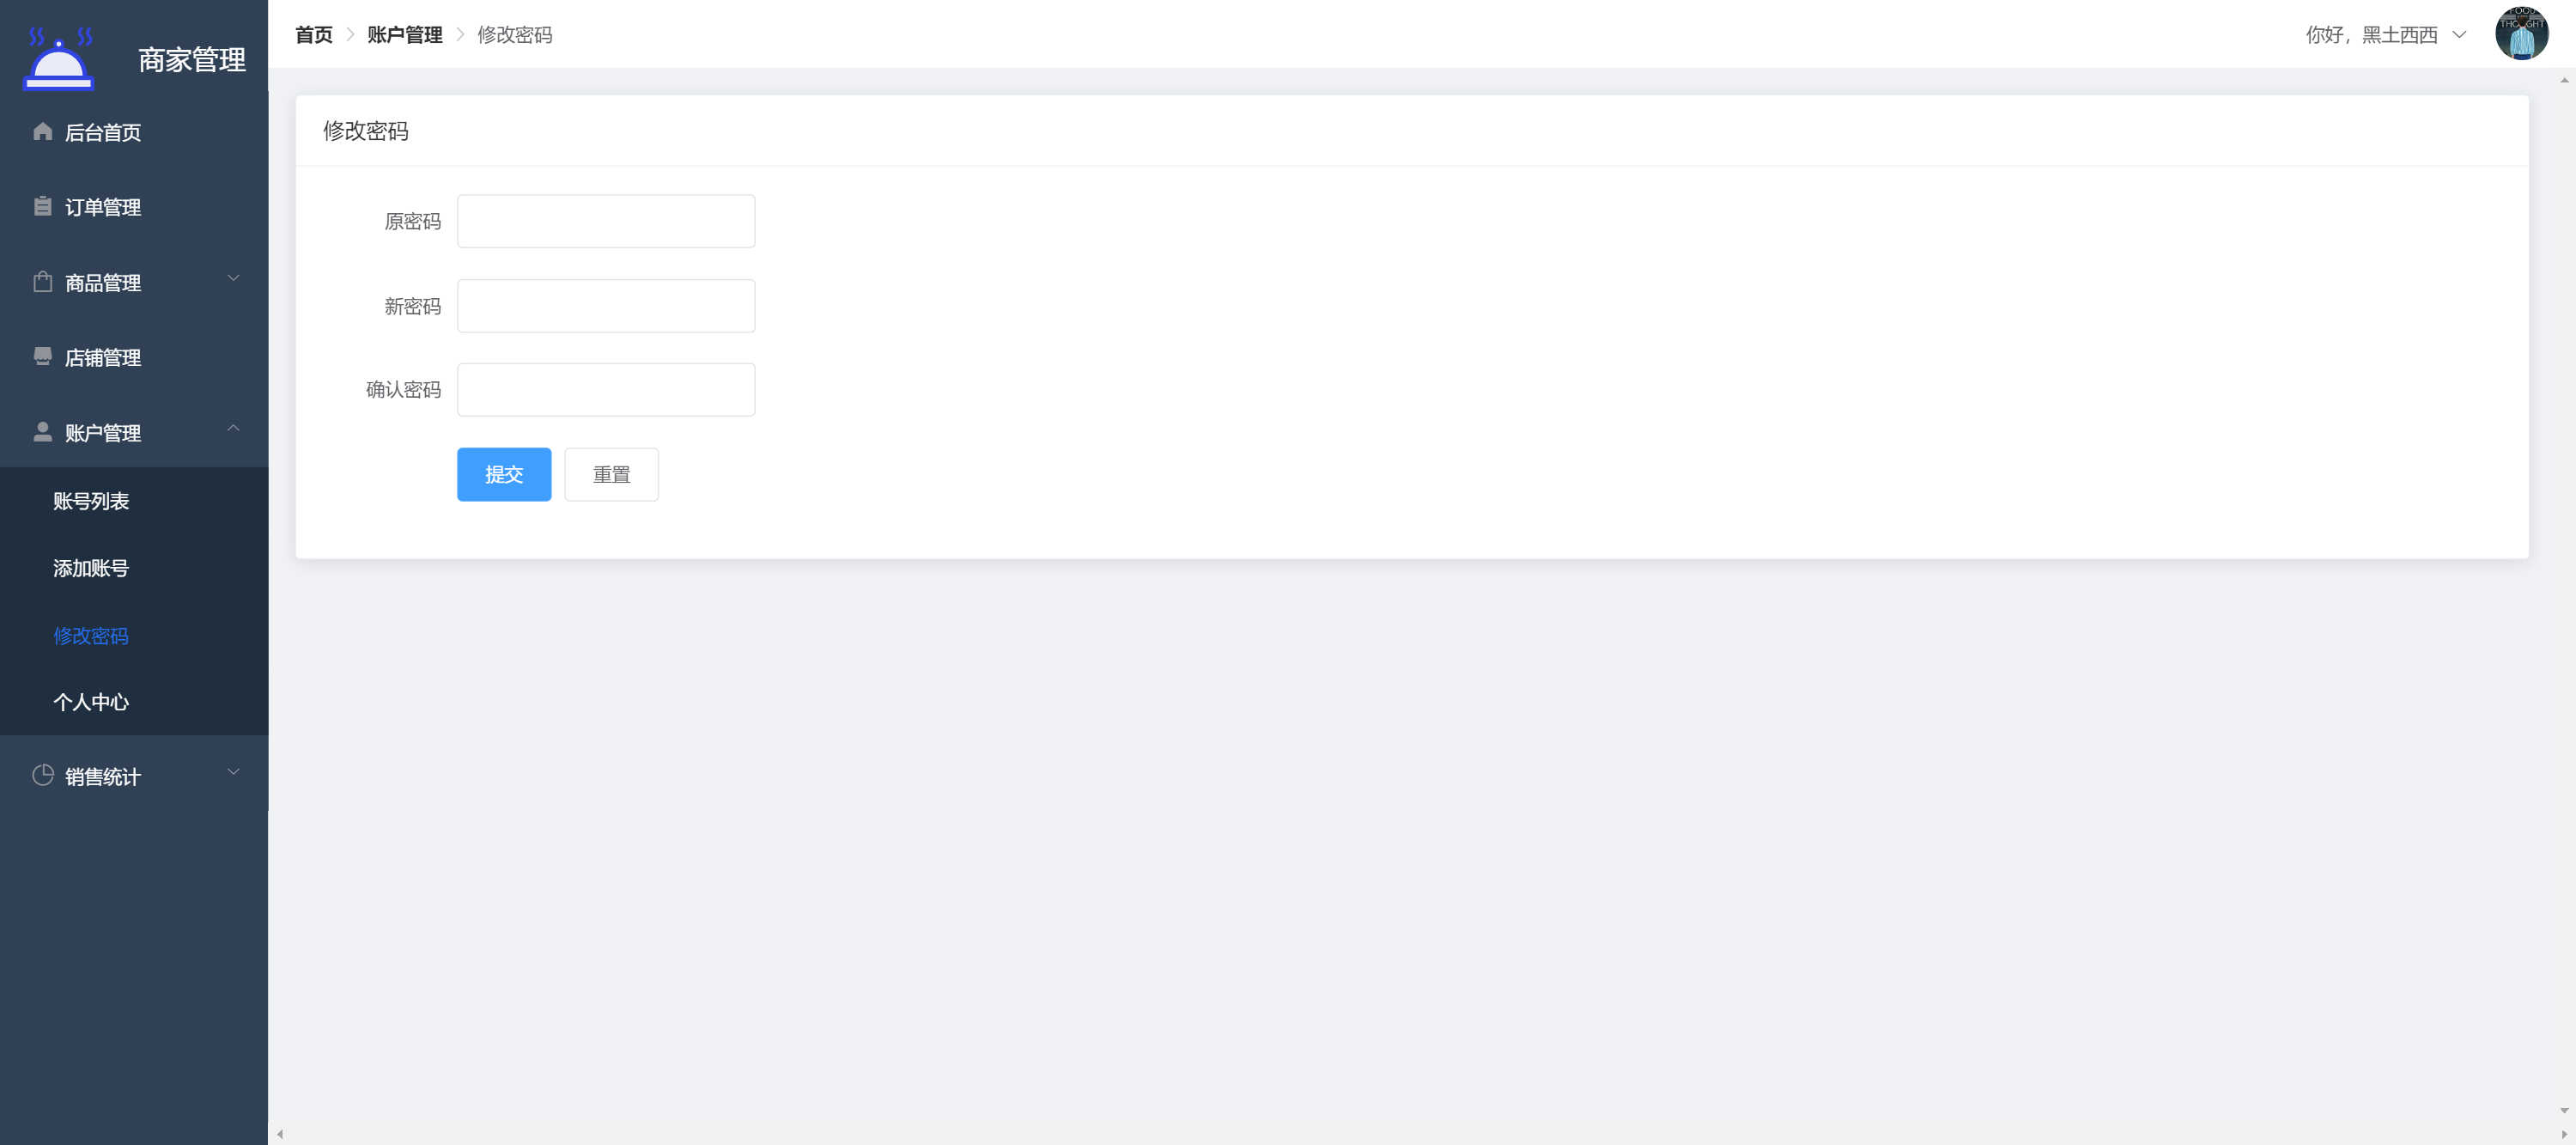 商家管理
首页 账户管理 修改密码
你好，黑土西西
FOOD
THOUGHT
后台首页
订单管理
商品管理
店铺管理
账户管理
账号列表
添加账号
修改密码
个人中心
销售统计
修改密码
原密码
新密码
确认密码
提交 重置